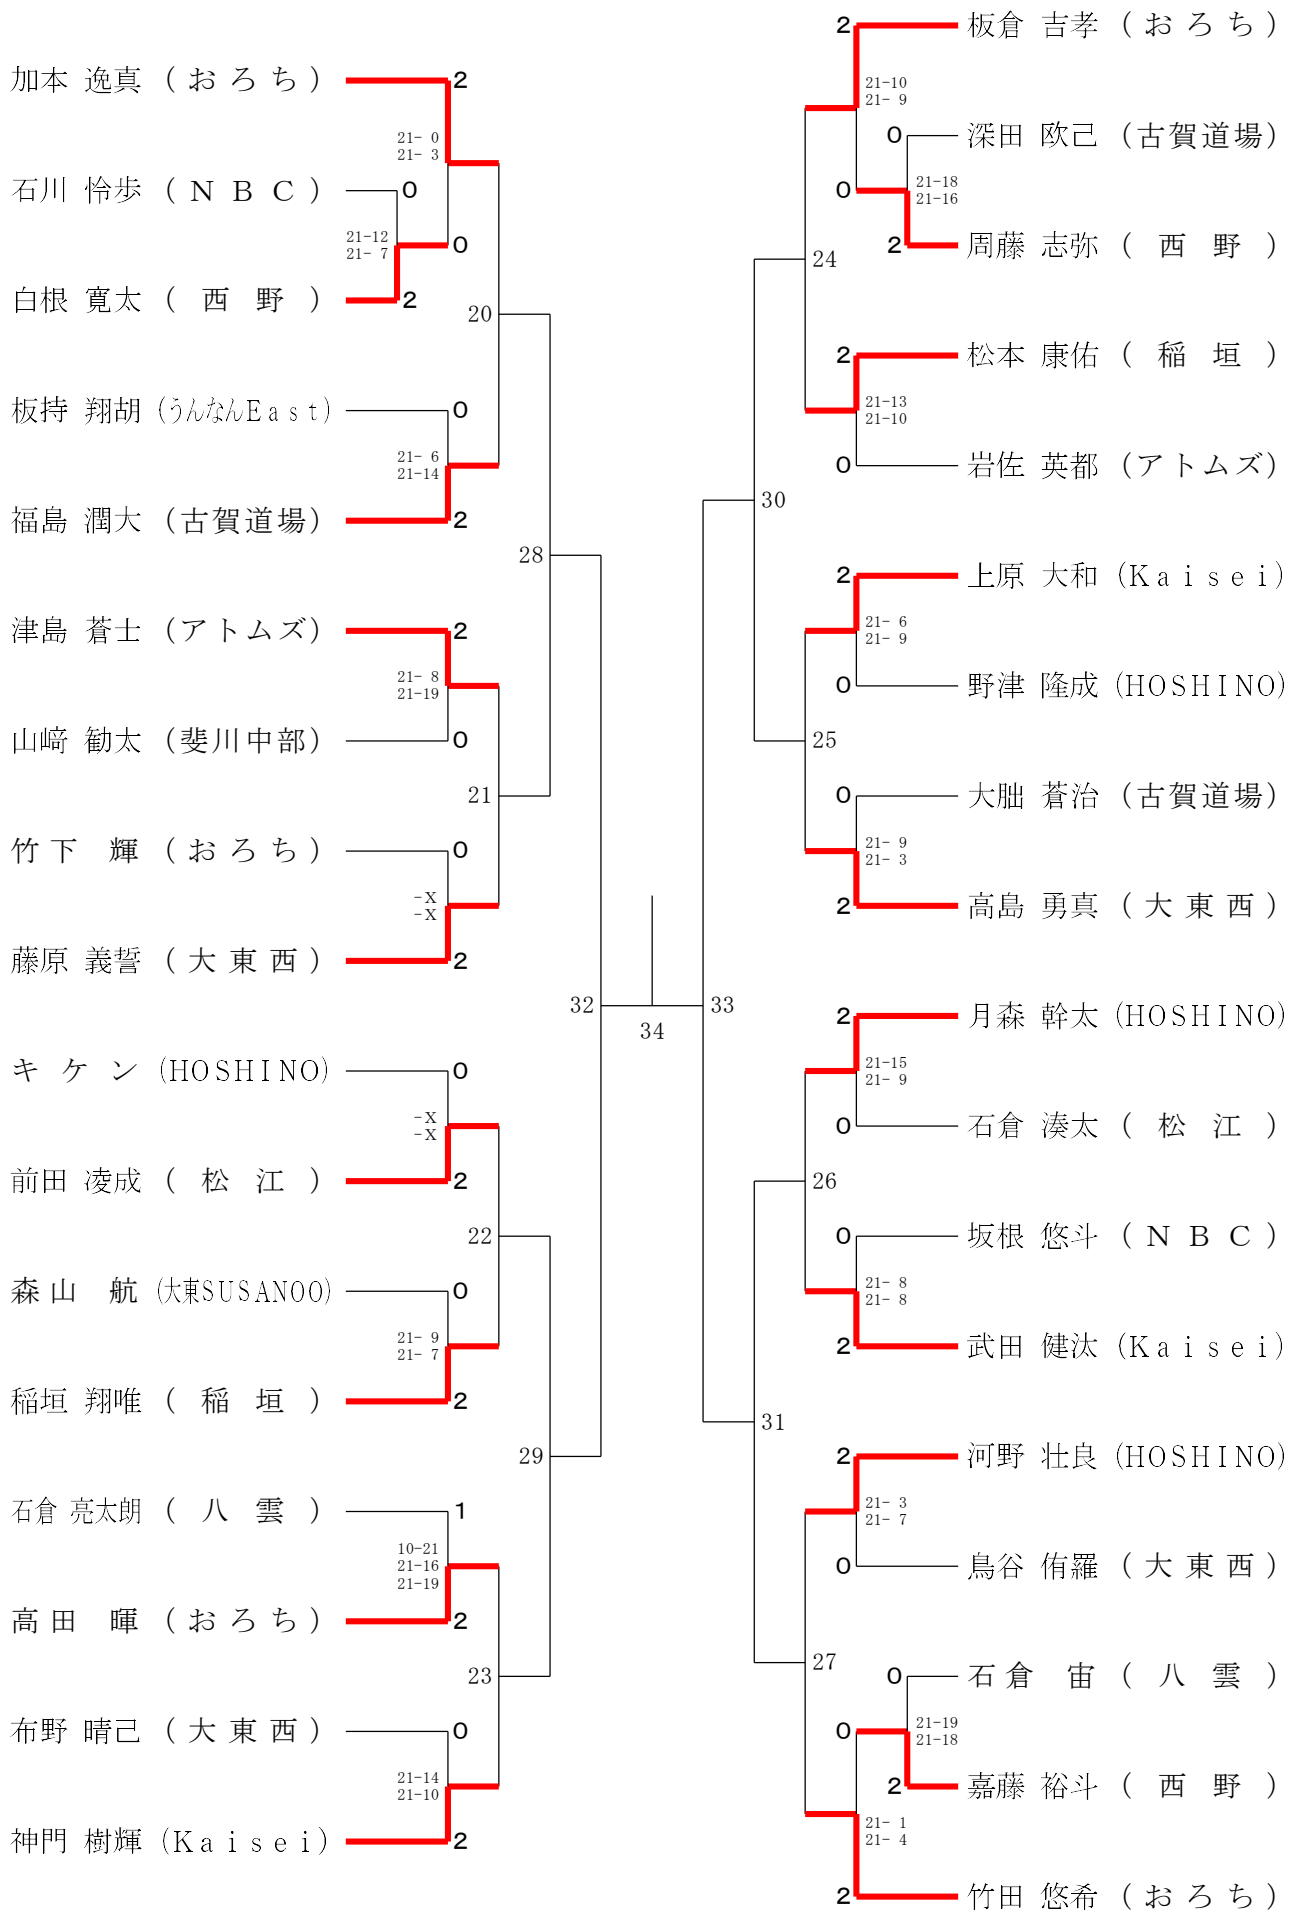 加本 逸真 (おろち) 2
21- 0
21- 3
石川 怜歩 (ＮＢＣ) 0
21-12
21- 7
0
白根 寛太 (西野) 2
20
板持 翔胡 (うんなんEast) 0
21- 6
21-14
福島 潤大 (古賀道場) 2
28
津島 蒼士 (アトムズ) 2
21- 8
21-19
山﨑 勧太 (斐川中部) 0
21
竹下 輝 (おろち) 0
-X
-X
藤原 義誓 (大東西) 2
32
34
キケン (HOSHINO) 0
-X
-X
前田 凌成 (松江) 2
22
森山 航 (大東SUSANOO) 0
21- 9
21- 7
稲垣 翔唯 (稲垣) 2
29
石倉 亮太朗 (八雲) 1
10-21
21-16
21-19
高田 暉 (おろち) 2
23
布野 晴己 (大東西) 0
21-14
21-10
神門 樹輝 (Kaisei) 2
2 板倉 吉孝 (おろち)
21-10
21- 9
0 深田 欧己 (古賀道場)
0
21-18
21-16
2 周藤 志弥 (西野)
24
2 松本 康佑 (稲垣)
21-13
21-10
0 岩佐 英都 (アトムズ)
30
2 上原 大和 (Kaisei)
21- 6
21- 9
0 野津 隆成 (HOSHINO)
25
0 大朏 蒼治 (古賀道場)
21- 9
21- 3
2 高島 勇真 (大東西)
33
2 月森 幹太 (HOSHINO)
21-15
21- 9
0 石倉 湊太 (松江)
26
0 坂根 悠斗 (ＮＢＣ)
21- 8
21- 8
2 武田 健汰 (Kaisei)
31
2 河野 壮良 (HOSHINO)
21- 3
21- 7
0 鳥谷 侑羅 (大東西)
27
0 石倉 宙 (八雲)
0
21-19
21-18
2 嘉藤 裕斗 (西野)
21- 1
21- 4
2 竹田 悠希 (おろち)